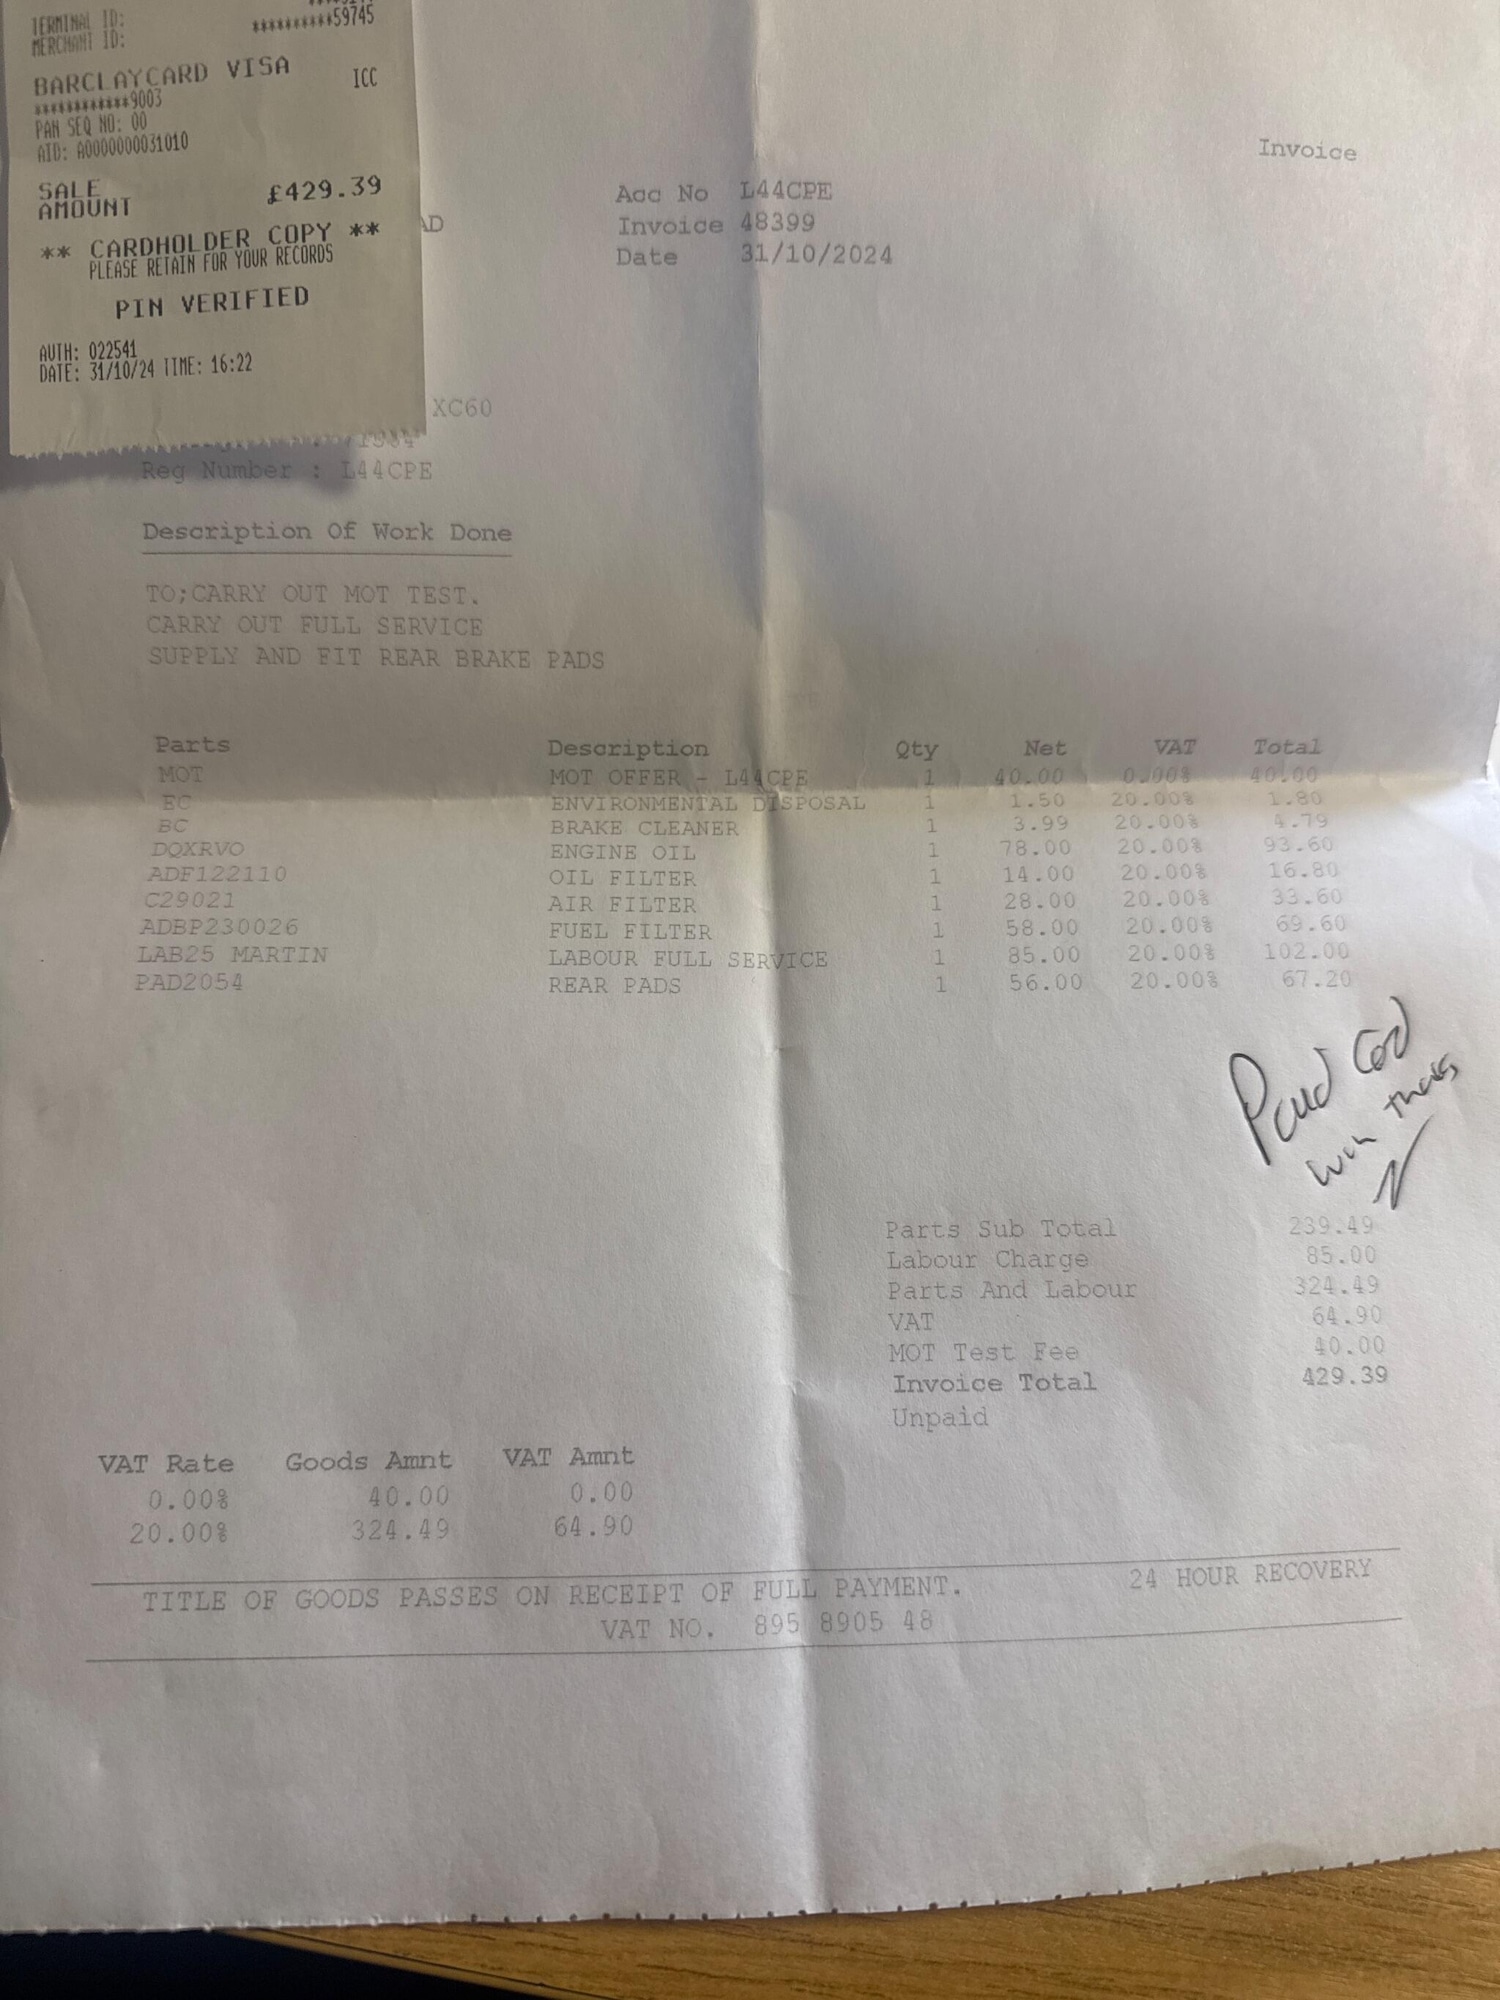 TERMINAL ID:
MERCHANT ID: **********59745
BARCLAYCARD VISA
************9003 ICC
PAN SEQ NO: 00
AID: A0000000031010
SALE
AMOUNT £429.39
** CARDHOLDER COPY **
PLEASE RETAIN FOR YOUR RECORDS
PIN VERIFIED
AUTH: 022541
DATE: 31/10/24 TIME: 16:22
Invoice
Acc No L44CPE
Invoice 48399
Date 31/10/2024
AD
XC60
Reg Number : L44CPE
Description Of Work Done
TO;CARRY OUT MOT TEST.
CARRY OUT FULL SERVICE
SUPPLY AND FIT REAR BRAKE PADS
Parts Description Qty Net VAT Total
MOT MOT OFFER - L44CPE 1 40.00 0.00% 40.00
EC ENVIRONMENTAL DISPOSAL 1 1.50 20.00% 1.80
BC BRAKE CLEANER 1 3.99 20.00% 4.79
DQXRVO ENGINE OIL 1 78.00 20.00% 93.60
ADF122110 OIL FILTER 1 14.00 20.00% 16.80
C29021 AIR FILTER 1 28.00 20.00% 33.60
ADBP230026 FUEL FILTER 1 58.00 20.00% 69.60
LAB25 MARTIN LABOUR FULL SERVICE 1 85.00 20.00% 102.00
PAD2054 REAR PADS 1 56.00 20.00% 67.20
Paid Card
with thanks
Parts Sub Total 239.49
Labour Charge 85.00
Parts And Labour 324.49
VAT 64.90
MOT Test Fee 40.00
Invoice Total 429.39
Unpaid
VAT Rate Goods Amnt VAT Amnt
0.00% 40.00 0.00
20.00% 324.49 64.90
TITLE OF GOODS PASSES ON RECEIPT OF FULL PAYMENT. 24 HOUR RECOVERY
VAT NO. 895 8905 48